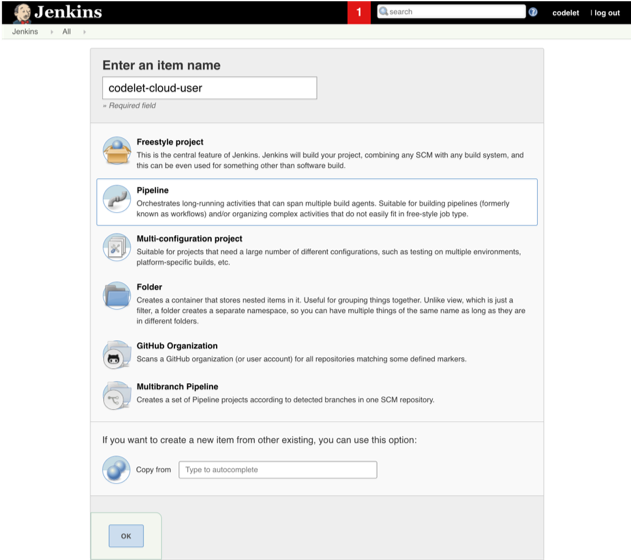 Jenkins
1
search
codelet
| log out
Jenkins
All
Enter an item name
codelet-cloud-user
» Required field
Freestyle project
This is the central feature of Jenkins. Jenkins will build your project, combining any SCM with any build system, and
this can be even used for something other than software build.
Pipeline
Orchestrates long-running activities that can span multiple build agents. Suitable for building pipelines (formerly
known as workflows) and/or organizing complex activities that do not easily fit in free-style job type.
Multi-configuration project
Suitable for projects that need a large number of different configurations, such as testing on multiple environments,
platform-specific builds, etc.
Folder
Creates a container that stores nested items in it. Useful for grouping things together. Unlike view, which is just a
filter, a folder creates a separate namespace, so you can have multiple things of the same name as long as they are
in different folders.
GitHub Organization
Scans a GitHub organization (or user account) for all repositories matching some defined markers.
Multibranch Pipeline
Creates a set of Pipeline projects according to detected branches in one SCM repository.
If you want to create a new item from other existing, you can use this option:
Copy from
Type to autocomplete
OK